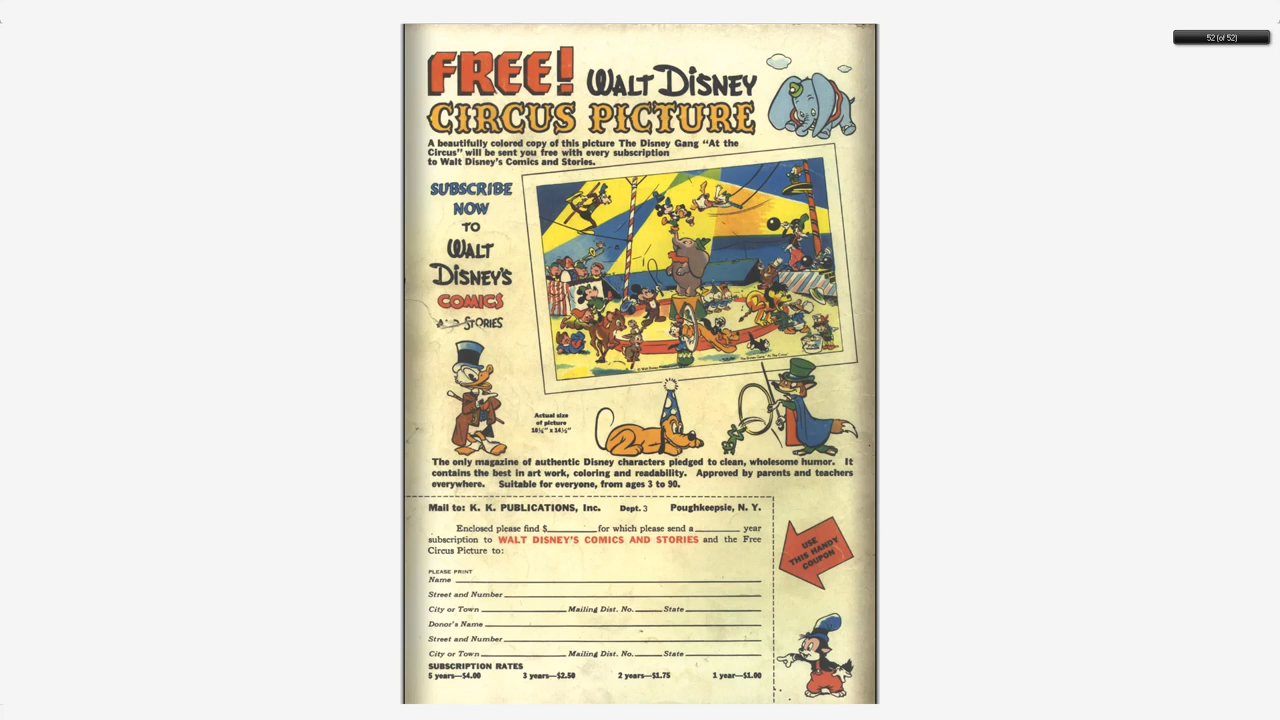 52 (of 52)
FREE! WALT DISNEY
CIRCUS PICTURE
A beautifully colored copy of this picture The Disney Gang "At the
Circus" will be sent you free with every subscription
to Walt Disney's Comics and Stories.
SUBSCRIBE
NOW
TO
WALT
DISNEY'S
COMICS
AND STORIES
Actual size
of picture
The only magazine of authentic Disney characters pledged to clean, wholesome humor. It
contains the best in art work, coloring and readability. Approved by parents and teachers
everywhere. Suitable for everyone, from ages 3 to 90.
Mail to: K. K. PUBLICATIONS, Inc. Dept. 3 Poughkeepsie, N. Y.
Enclosed please find $________ for which please send a ________ year
subscription to WALT DISNEY'S COMICS AND STORIES and the Free
Circus Picture to:
PLEASE PRINT
Name
Street and Number
City or Town Mailing Dist. No. State
Donor's Name
Street and Number
City or Town Mailing Dist. No. State
SUBSCRIPTION RATES
5 years—$4.00 3 years—$2.50 2 years—$1.75 1 year—$1.00
USE
THIS HANDY
COUPON